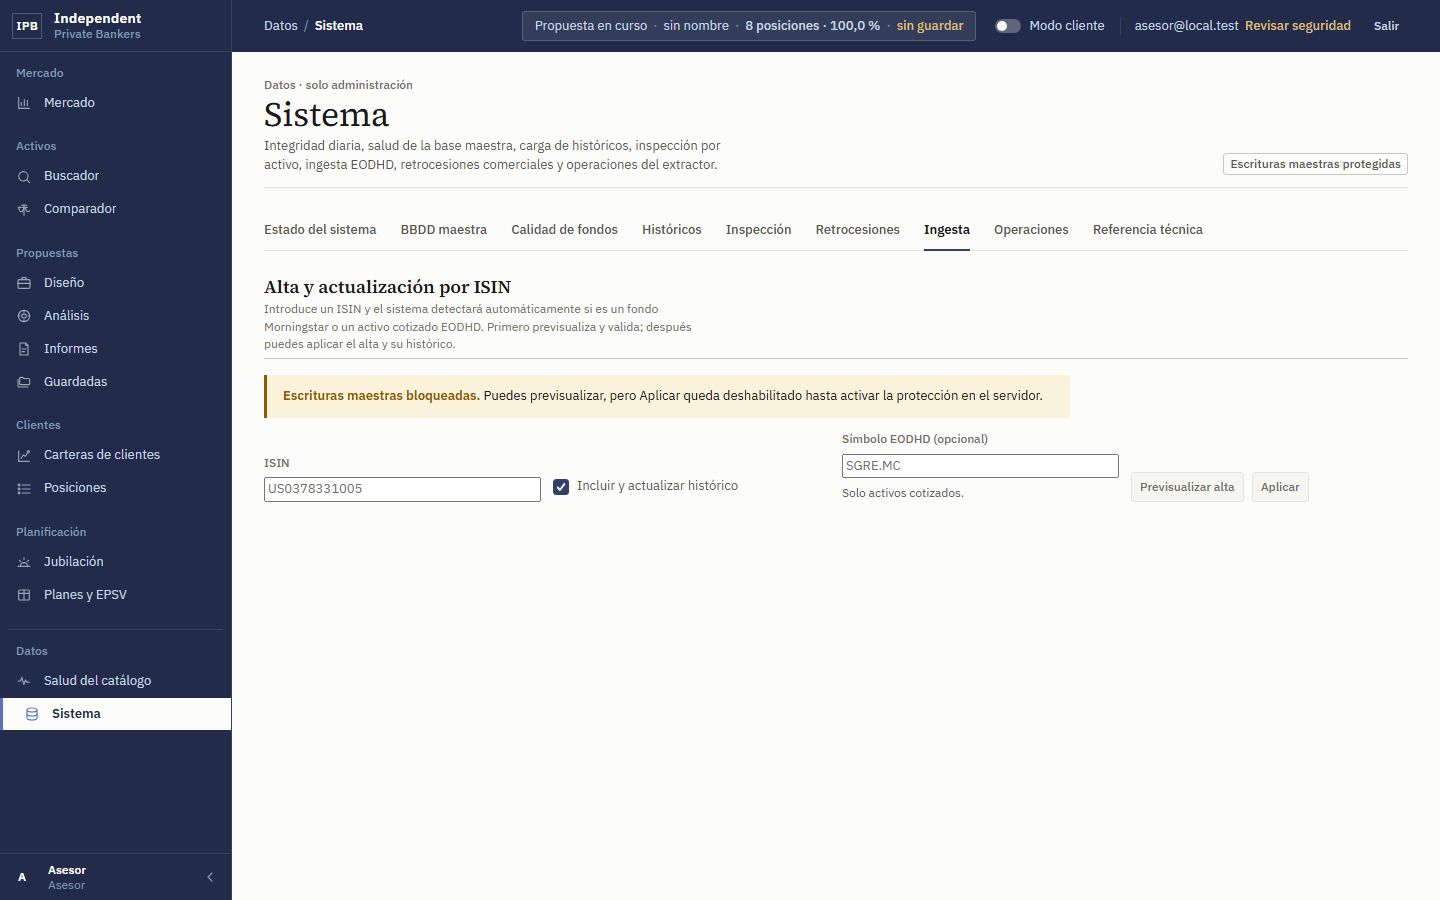 IPB
Independent
Private Bankers
Datos / Sistema
Propuesta en curso · sin nombre · 8 posiciones · 100,0 % · sin guardar
Modo cliente
asesor@local.test
Revisar seguridad
Salir
Mercado
Mercado
Activos
Buscador
Comparador
Propuestas
Diseño
Análisis
Informes
Guardadas
Clientes
Carteras de clientes
Posiciones
Planificación
Jubilación
Planes y EPSV
Datos
Salud del catálogo
Sistema
A
Asesor
Asesor
Datos · solo administración
Sistema
Integridad diaria, salud de la base maestra, carga de históricos, inspección por
activo, ingesta EODHD, retrocesiones comerciales y operaciones del extractor.
Escrituras maestras protegidas
Estado del sistema
BBDD maestra
Calidad de fondos
Históricos
Inspección
Retrocesiones
Ingesta
Operaciones
Referencia técnica
Alta y actualización por ISIN
Introduce un ISIN y el sistema detectará automáticamente si es un fondo
Morningstar o un activo cotizado EODHD. Primero previsualiza y valida; después
puedes aplicar el alta y su histórico.
Escrituras maestras bloqueadas. Puedes previsualizar, pero Aplicar queda deshabilitado hasta activar la protección en el servidor.
ISIN
US0378331005
Incluir y actualizar histórico
Símbolo EODHD (opcional)
SGRE.MC
Solo activos cotizados.
Previsualizar alta
Aplicar